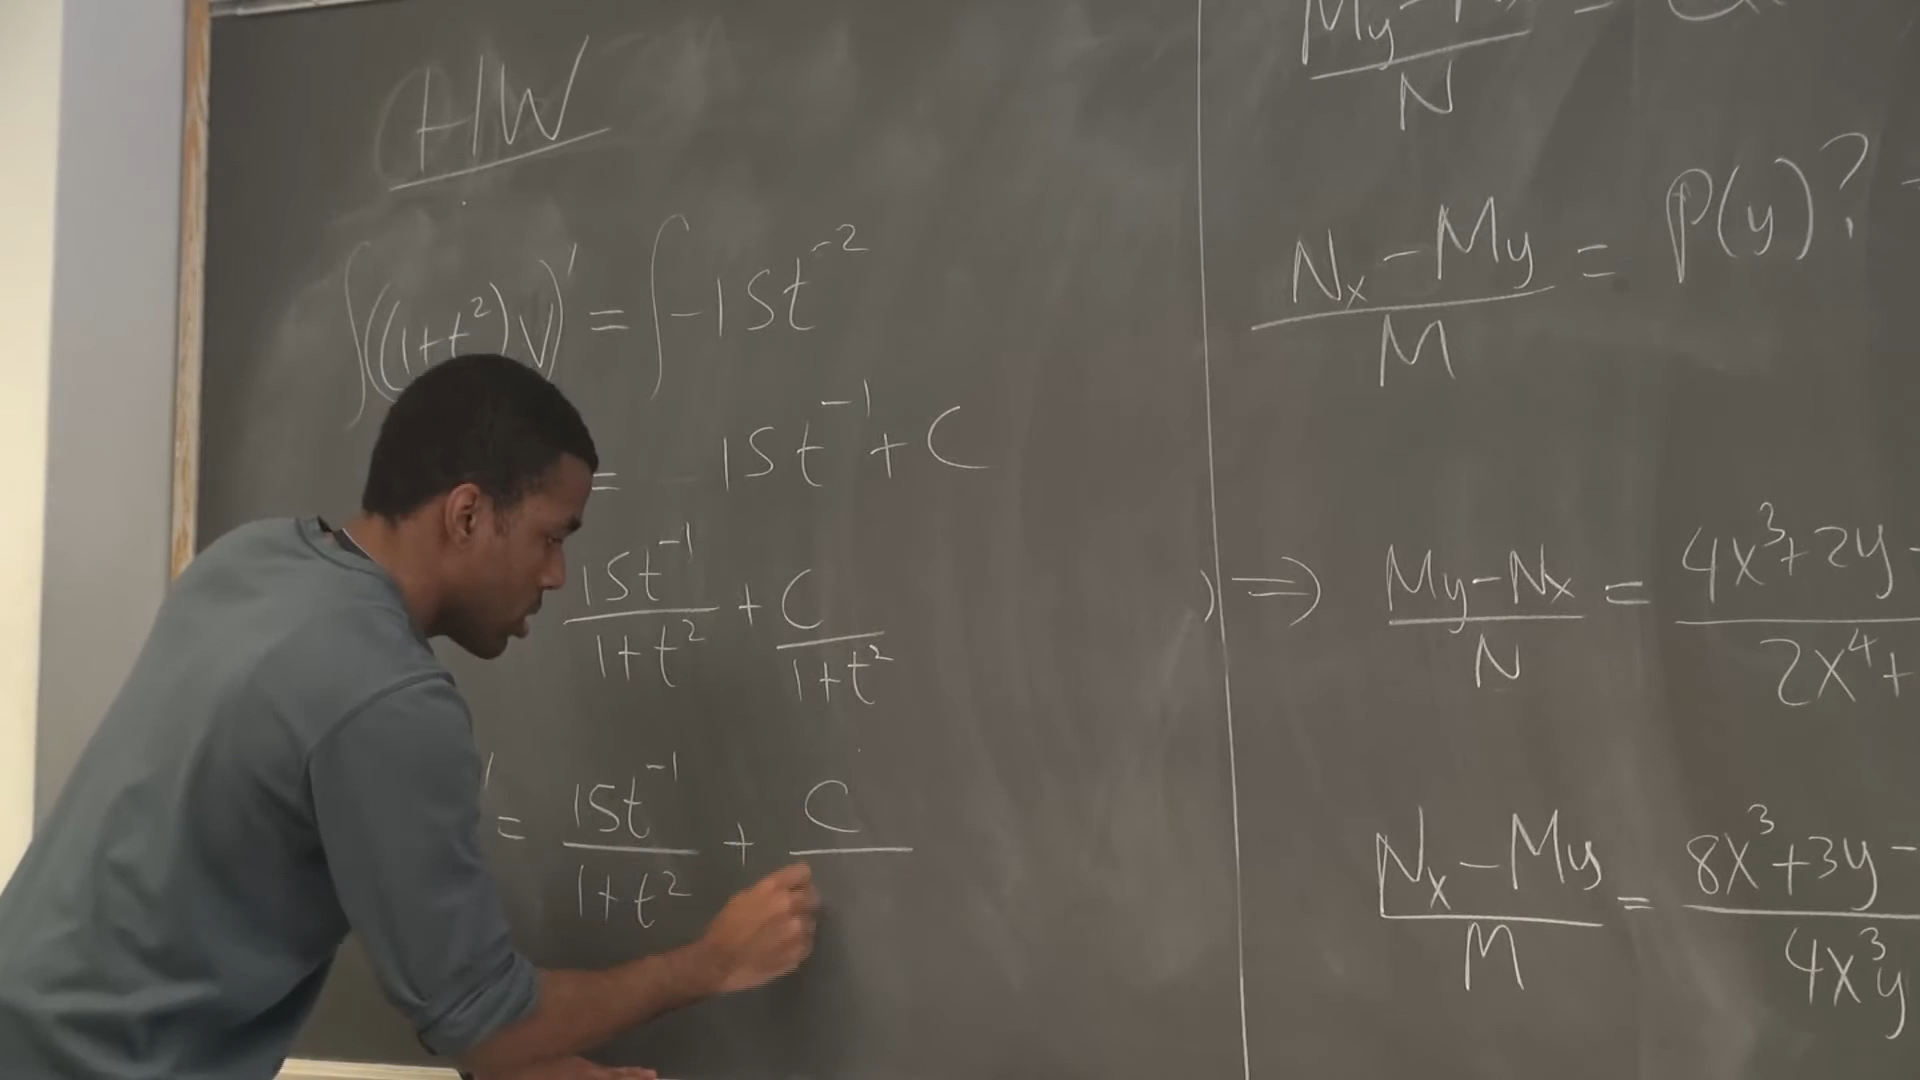 HW
∫((1+t²)v)' = ∫-15t⁻²
= 15t⁻¹ + C
15t⁻¹/(1+t²) + C/(1+t²)
' = 15t⁻¹/(1+t²) + C/
My-Nx/N =
Nx-My/M = P(y)?
) ⇒ My-Nx/N = 4x³+2y-/2x⁴+
Nx-My/M = 8x³+3y-/4x³y